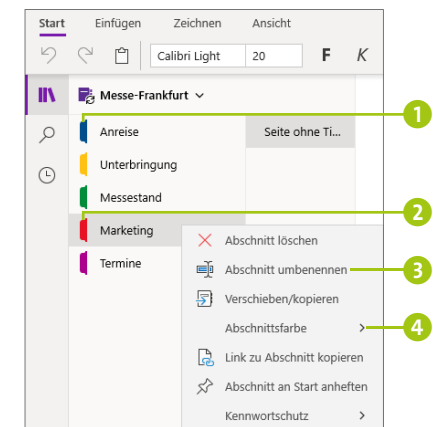 Start Einfügen Zeichnen Ansicht
Calibri Light 20 F K
Messe-Frankfurt
1
Anreise Seite ohne Ti...
Unterbringung
Messestand
2
Marketing
Abschnitt löschen
Termine Abschnitt umbenennen 3
Verschieben/kopieren
Abschnittsfarbe 4
Link zu Abschnitt kopieren
Abschnitt an Start anheften
Kennwortschutz